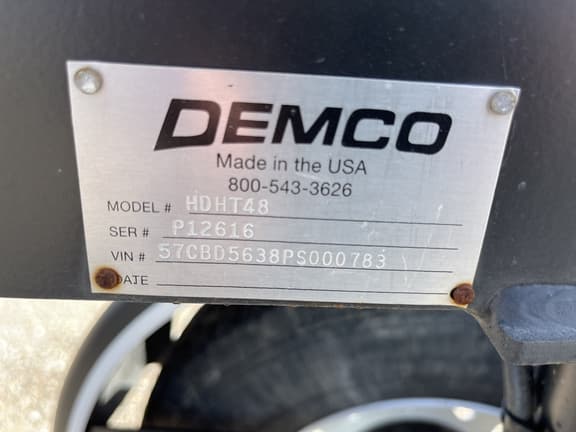 DEMCO
Made in the USA
800-543-3626
MODEL # HDHT48
SER # P12616
VIN # 57CBD5638PS000783
DATE